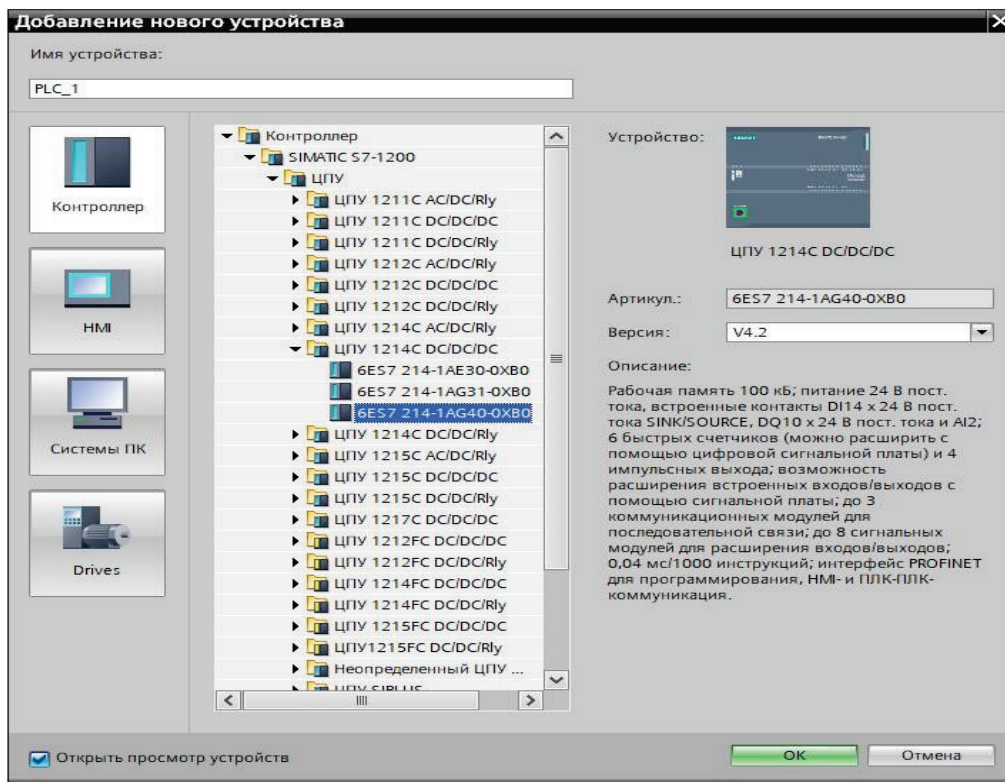 Добавление нового устройства
Имя устройства:
PLC_1
Контроллер
HMI
Системы ПК
Drives
Контроллер
SIMATIC S7-1200
ЦПУ
ЦПУ 1211C AC/DC/Rly
ЦПУ 1211C DC/DC/DC
ЦПУ 1211C DC/DC/Rly
ЦПУ 1212C AC/DC/Rly
ЦПУ 1212C DC/DC/DC
ЦПУ 1212C DC/DC/Rly
ЦПУ 1214C AC/DC/Rly
ЦПУ 1214C DC/DC/DC
6ES7 214-1AE30-0XB0
6ES7 214-1AG31-0XB0
6ES7 214-1AG40-0XB0
ЦПУ 1214C DC/DC/Rly
ЦПУ 1215C AC/DC/Rly
ЦПУ 1215C DC/DC/DC
ЦПУ 1215C DC/DC/Rly
ЦПУ 1217C DC/DC/DC
ЦПУ 1212FC DC/DC/DC
ЦПУ 1212FC DC/DC/Rly
ЦПУ 1214FC DC/DC/DC
ЦПУ 1214FC DC/DC/Rly
ЦПУ 1215FC DC/DC/DC
ЦПУ1215FC DC/DC/Rly
Неопределенный ЦПУ ...
ЦПУ SIPLUS
Устройство:
ЦПУ 1214C DC/DC/DC
Артикул.: 6ES7 214-1AG40-0XB0
Версия: V4.2
Описание:
Рабочая память 100 кБ; питание 24 В пост.
тока, встроенные контакты DI14 x 24 В пост.
тока SINK/SOURCE, DQ10 x 24 В пост. тока и AI2;
6 быстрых счетчиков (можно расширить с
помощью цифровой сигнальной платы) и 4
импульсных выхода; возможность
расширения встроенных входов/выходов с
помощью сигнальной платы; до 3
коммуникационных модулей для
последовательной связи; до 8 сигнальных
модулей для расширения входов/выходов;
0,04 мс/1000 инструкций; интерфейс PROFINET
для программирования, HMI- и ПЛК-ПЛК-
коммуникация.
Открыть просмотр устройств
OK
Отмена